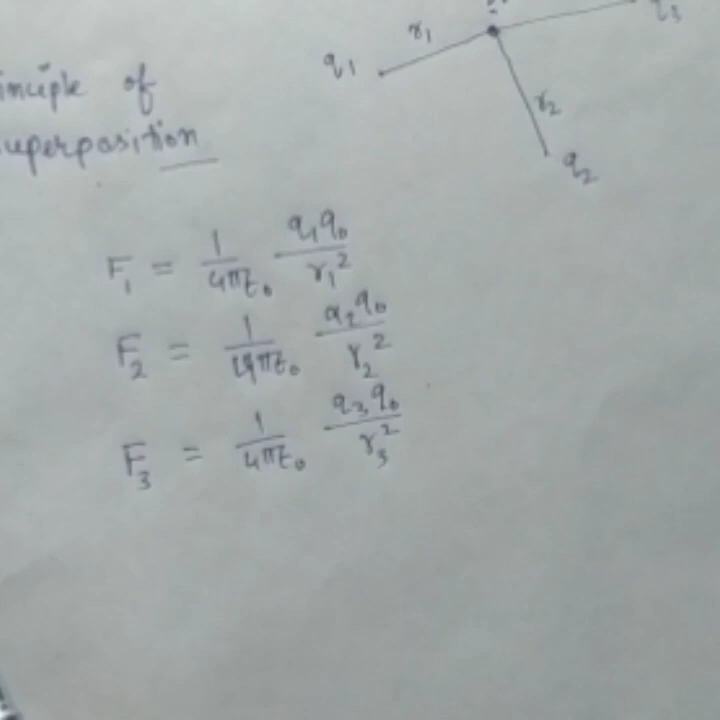 q3
r1
q1
inciple of
r2
uperposition
q2
F1 = 1/4πε0 q1q0/r1²
F2 = 1/4πε0 q2q0/r2²
F3 = 1/4πε0 q3q0/r3²